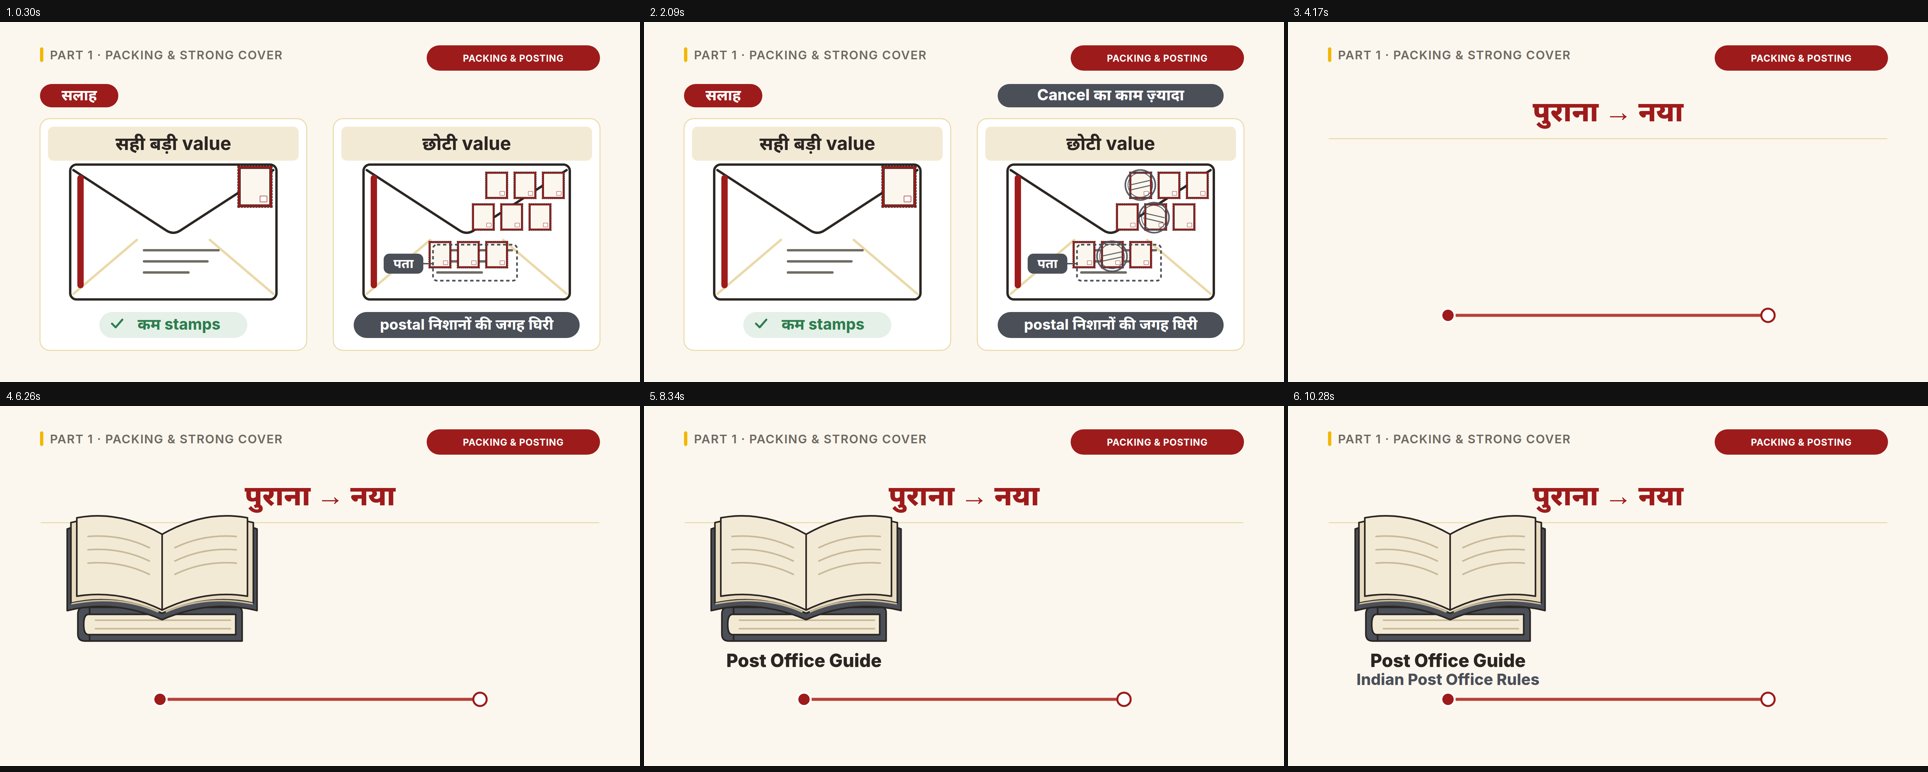 1. 0.30s
PART 1 · PACKING & STRONG COVER
PACKING & POSTING
सलाह
सही बड़ी value
छोटी value
पता
कम stamps
postal निशानों की जगह घिरी
2. 2.09s
PART 1 · PACKING & STRONG COVER
PACKING & POSTING
सलाह
Cancel का काम ज़्यादा
सही बड़ी value
छोटी value
पता
कम stamps
postal निशानों की जगह घिरी
3. 4.17s
PART 1 · PACKING & STRONG COVER
PACKING & POSTING
पुराना → नया
4. 6.26s
PART 1 · PACKING & STRONG COVER
PACKING & POSTING
पुराना → नया
5. 8.34s
PART 1 · PACKING & STRONG COVER
PACKING & POSTING
पुराना → नया
Post Office Guide
6. 10.28s
PART 1 · PACKING & STRONG COVER
PACKING & POSTING
पुराना → नया
Post Office Guide
Indian Post Office Rules